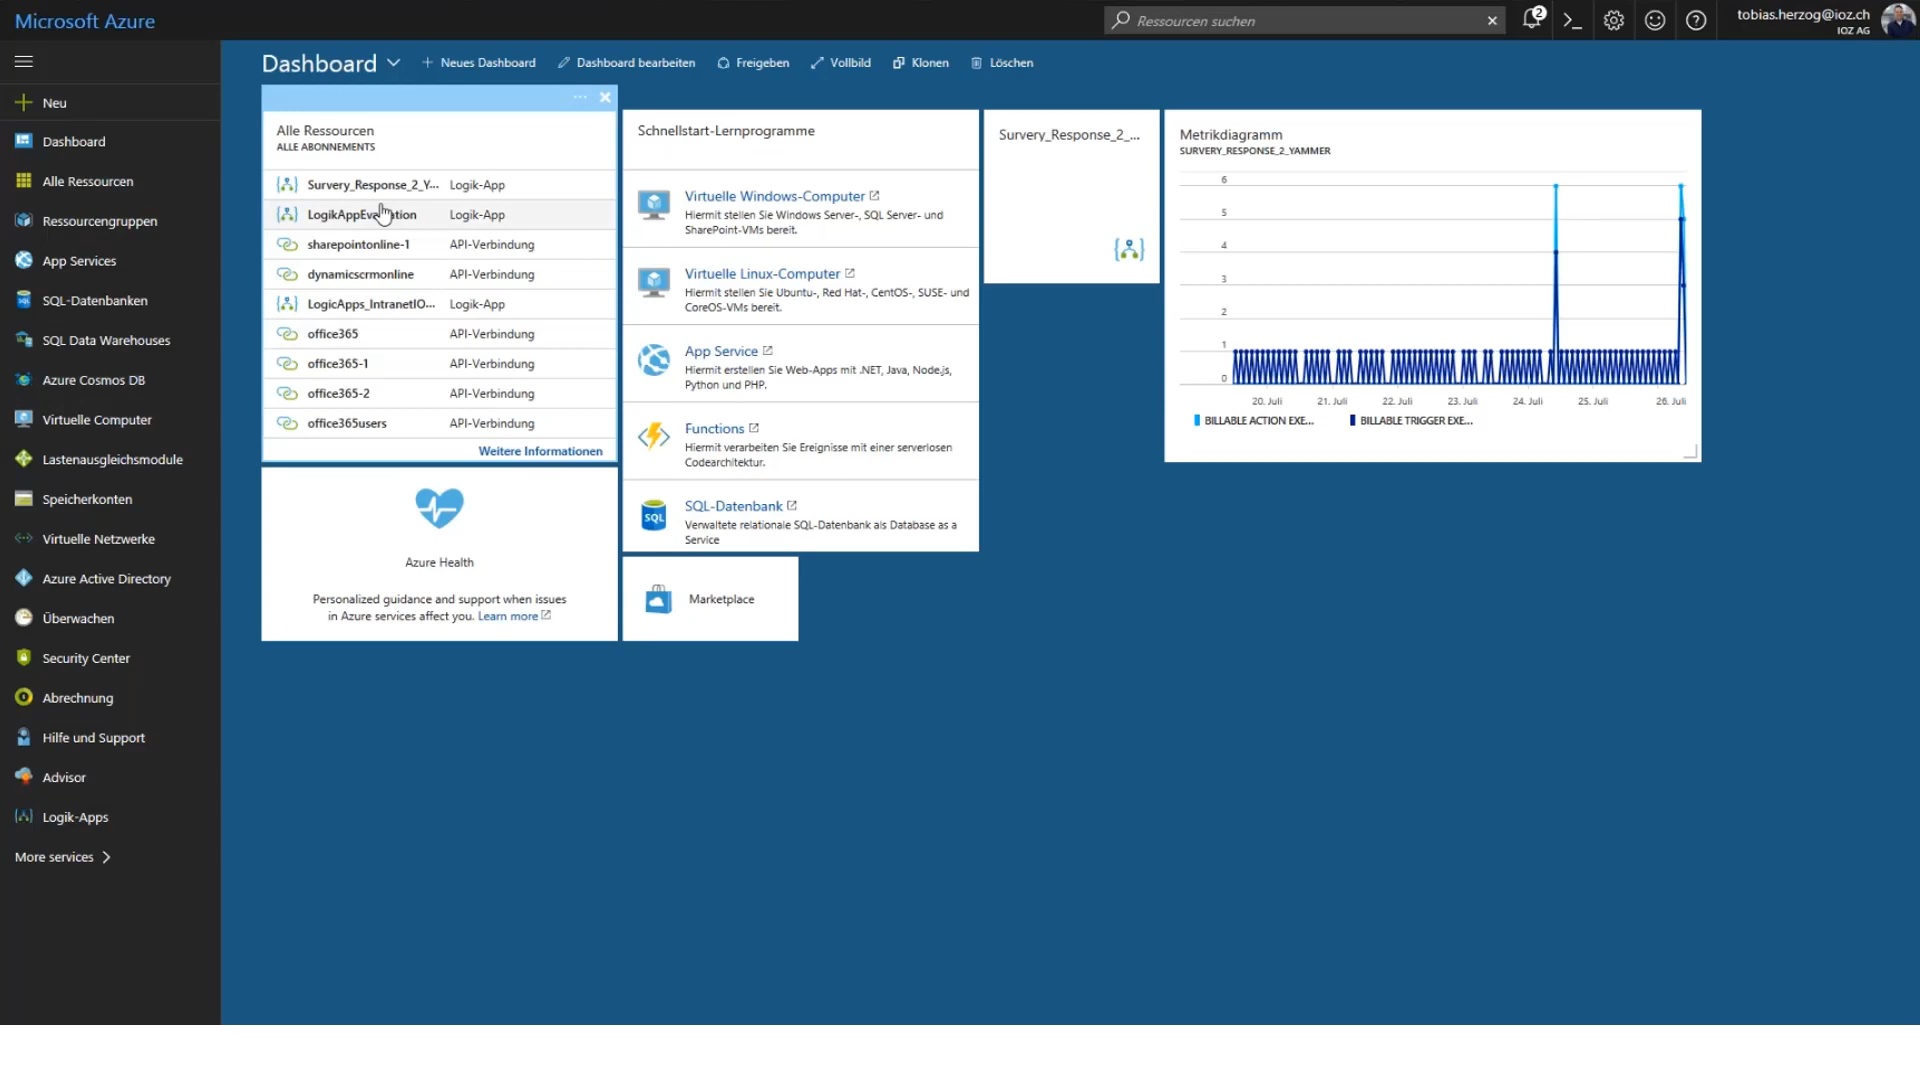 Microsoft Azure
Ressourcen suchen
2
tobias.herzog@ioz.ch
IOZ AG
Neu
Dashboard
Alle Ressourcen
Ressourcengruppen
App Services
SQL-Datenbanken
SQL Data Warehouses
Azure Cosmos DB
Virtuelle Computer
Lastenausgleichsmodule
Speicherkonten
Virtuelle Netzwerke
Azure Active Directory
Überwachen
Security Center
Abrechnung
Hilfe und Support
Advisor
Logik-Apps
More services
Dashboard
Neues Dashboard
Dashboard bearbeiten
Freigeben
Vollbild
Klonen
Löschen
Alle Ressourcen
ALLE ABONNEMENTS
Survery_Response_2_Y... Logik-App
Logik-App
sharepointonline-1 API-Verbindung
dynamicscrmonline API-Verbindung
LogicApps_IntranetIO... Logik-App
office365 API-Verbindung
office365-1 API-Verbindung
office365-2 API-Verbindung
office365users API-Verbindung
Weitere Informationen
Azure Health
Personalized guidance and support when issues
in Azure services affect you. Learn more
Schnellstart-Lernprogramme
Virtuelle Windows-Computer
Hiermit stellen Sie Windows Server-, SQL Server- und
SharePoint-VMs bereit.
Virtuelle Linux-Computer
Hiermit stellen Sie Ubuntu-, Red Hat-, CentOS-, SUSE- und
CoreOS-VMs bereit.
App Service
Hiermit erstellen Sie Web-Apps mit .NET, Java, Node.js,
Python und PHP.
Functions
Hiermit verarbeiten Sie Ereignisse mit einer serverlosen
Codearchitektur.
SQL-Datenbank
SQL
Verwaltete relationale SQL-Datenbank als Database as a
Service
Marketplace
Survery_Response_2_...
Metrikdiagramm
SURVERY_RESPONSE_2_YAMMER
6
5
4
3
2
1
0
20. Juli 21. Juli 22. Juli 23. Juli 24. Juli 25. Juli 26. Juli
BILLABLE ACTION EXE... BILLABLE TRIGGER EXE...